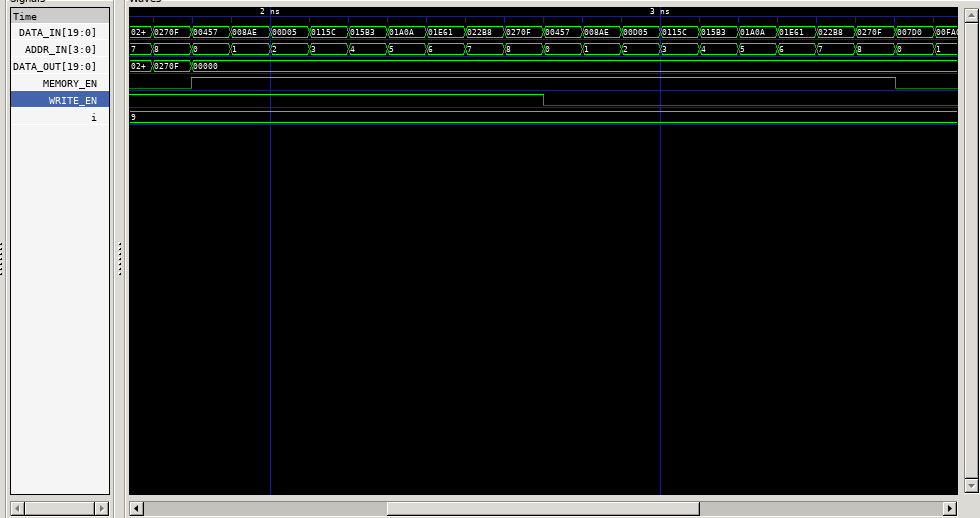 Signals
Waves
Time
2 ns
3 ns
DATA_IN[19:0]
02+ 0270F 00457 008AE 00D05 0115C 015B3 01A0A 01E61 022B8 0270F 00457 008AE 00D05 0115C 015B3 01A0A 01E61 022B8 0270F 007D0 00FA0
ADDR_IN[3:0]
7 8 0 1 2 3 4 5 6 7 8 0 1 2 3 4 5 6 7 8 0 1
DATA_OUT[19:0]
02+ 0270F 00000
MEMORY_EN
WRITE_EN
i
9